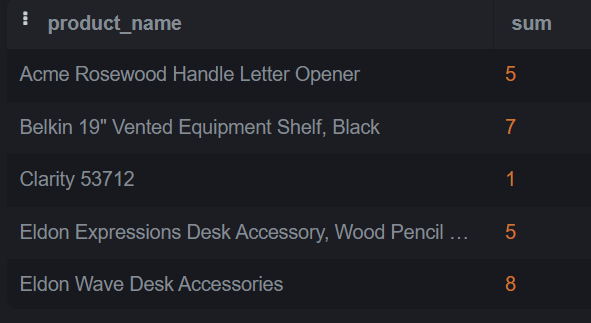 product_name sum
Acme Rosewood Handle Letter Opener 5
Belkin 19" Vented Equipment Shelf, Black 7
Clarity 53712 1
Eldon Expressions Desk Accessory, Wood Pencil … 5
Eldon Wave Desk Accessories 8